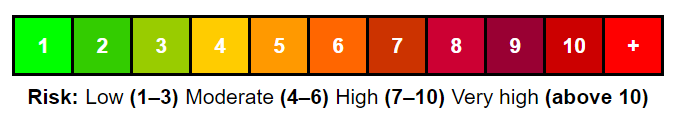 1 2 3 4 5 6 7 8 9 10 +
Risk: Low (1–3) Moderate (4–6) High (7–10) Very high (above 10)